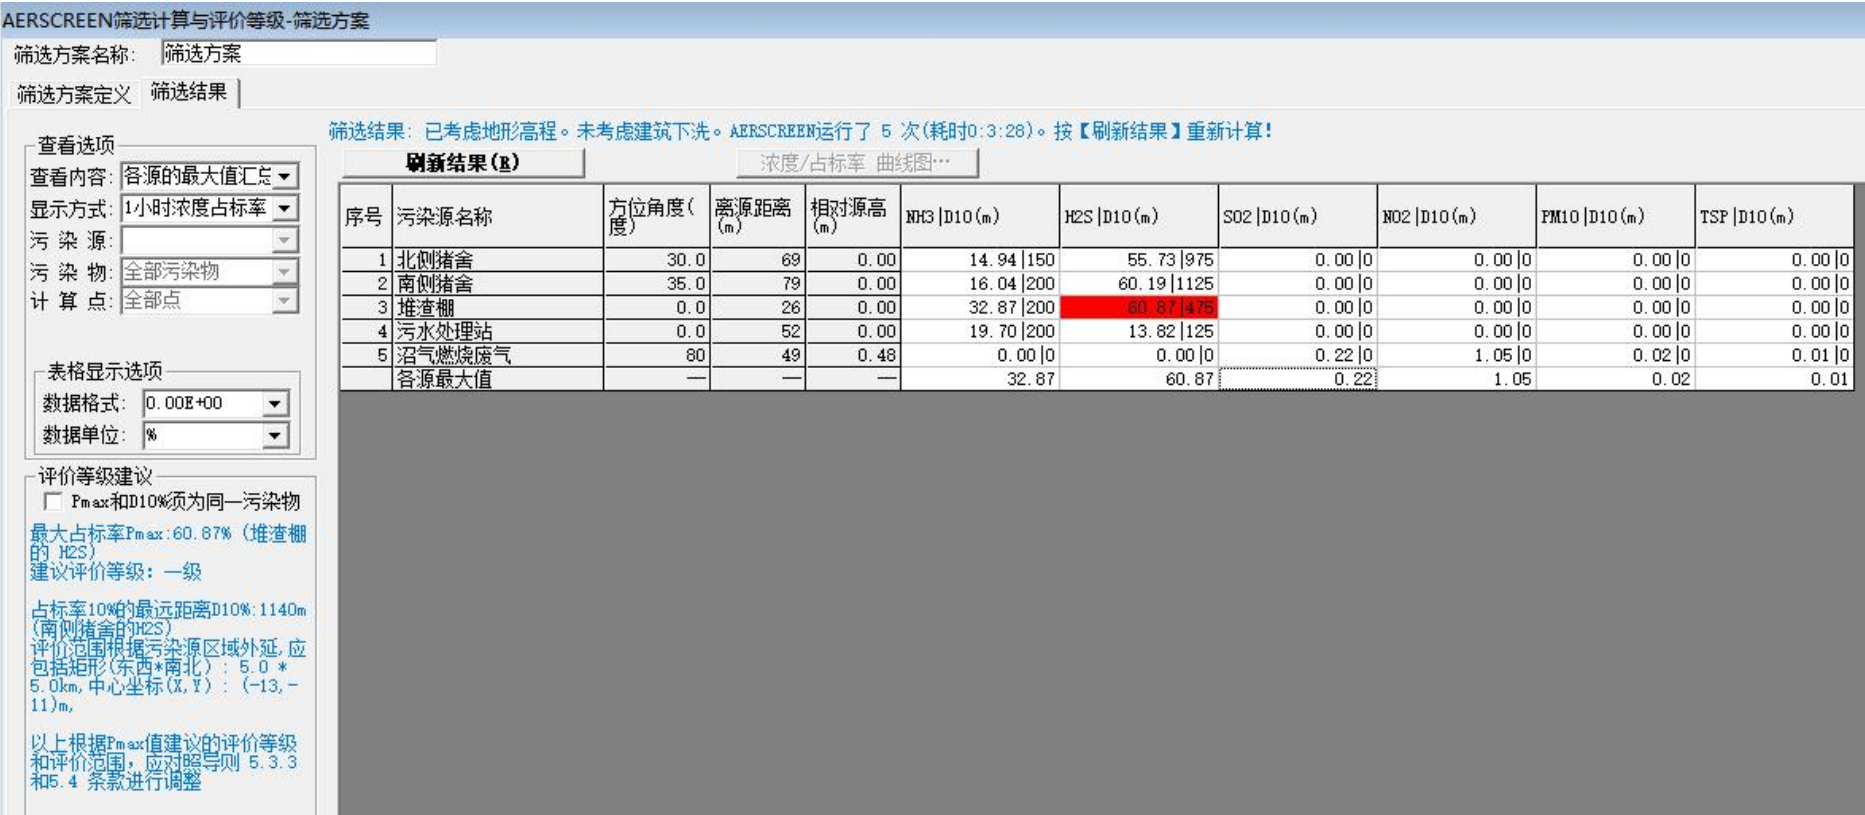 AERSCREEN筛选计算与评价等级-筛选方案
筛选方案名称: 筛选方案
筛选方案定义 筛选结果
筛选结果: 已考虑地形高程。未考虑建筑下洗。AERSCREEN运行了 5 次(耗时0:3:28)。按【刷新结果】重新计算!
刷新结果(R) 浓度/占标率 曲线图…
查看选项
查看内容: 各源的最大值汇总
显示方式: 1小时浓度占标率
污 染 源:
污 染 物: 全部污染物
计 算 点: 全部点
表格显示选项
数据格式: 0.00E+00
数据单位: %
评价等级建议
Pmax和D10%须为同一污染物
最大占标率Pmax:60.87% (堆渣棚
的 H2S)
建议评价等级: 一级
占标率10%的最远距离D10%:1140m
(南侧猪舍的H2S)
评价范围根据污染源区域外延,应
包括矩形(东西*南北) : 5.0 *
5.0km,中心坐标(X,Y) : (-13,-
11)m,
以上根据Pmax值建议的评价等级
和评价范围，应对照导则 5.3.3
和5.4 条款进行调整
序号 污染源名称 方位角度(度) 离源距离(m) 相对源高(m) NH3|D10(m) H2S|D10(m) SO2|D10(m) NO2|D10(m) PM10|D10(m) TSP|D10(m)
1 北侧猪舍 30.0 69 0.00 14.94|150 55.73|975 0.00|0 0.00|0 0.00|0 0.00|0
2 南侧猪舍 35.0 79 0.00 16.04|200 60.19|1125 0.00|0 0.00|0 0.00|0 0.00|0
3 堆渣棚 0.0 26 0.00 32.87|200 60.87|475 0.00|0 0.00|0 0.00|0 0.00|0
4 污水处理站 0.0 52 0.00 19.70|200 13.82|125 0.00|0 0.00|0 0.00|0 0.00|0
5 沼气燃烧废气 80 49 0.48 0.00|0 0.00|0 0.22|0 1.05|0 0.02|0 0.01|0
各源最大值 — — — 32.87 60.87 0.22 1.05 0.02 0.01